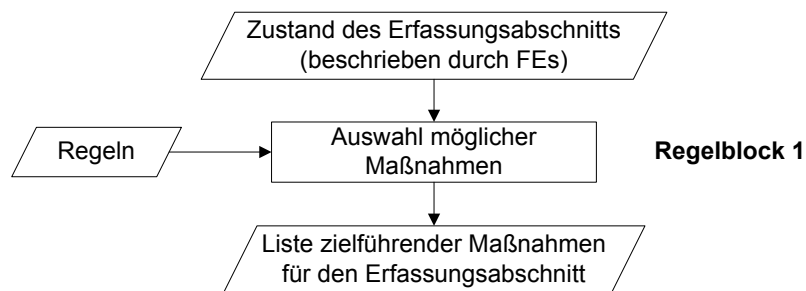 Zustand des Erfassungsabschnitts
(beschrieben durch FEs)
Regeln
Auswahl möglicher
Maßnahmen
Regelblock 1
Liste zielführender Maßnahmen
für den Erfassungsabschnitt